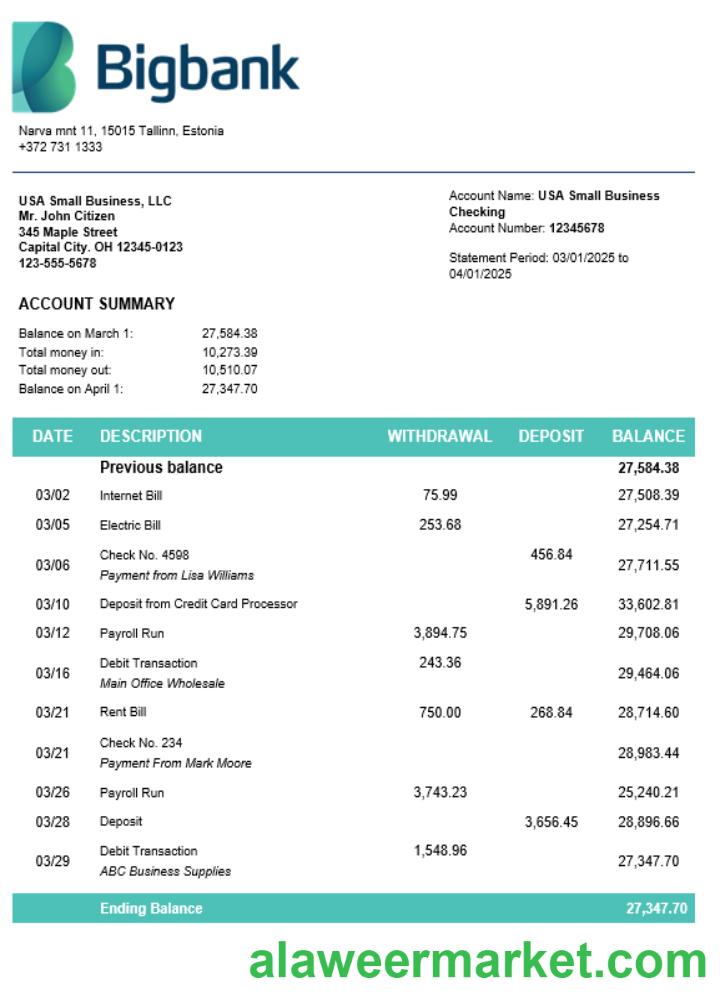 Bigbank
Narva mnt 11, 15015 Tallinn, Estonia
+372 731 1333
USA Small Business, LLC
Mr. John Citizen
345 Maple Street
Capital City. OH 12345-0123
123-555-5678
Account Name: USA Small Business
Checking
Account Number: 12345678
Statement Period: 03/01/2025 to
04/01/2025
ACCOUNT SUMMARY
Balance on March 1: 27,584.38
Total money in: 10,273.39
Total money out: 10,510.07
Balance on April 1: 27,347.70
DATE DESCRIPTION WITHDRAWAL DEPOSIT BALANCE
Previous balance 27,584.38
03/02 Internet Bill 75.99 27,508.39
03/05 Electric Bill 253.68 27,254.71
03/06 Check No. 4598 456.84 27,711.55
Payment from Lisa Williams
03/10 Deposit from Credit Card Processor 5,891.26 33,602.81
03/12 Payroll Run 3,894.75 29,708.06
03/16 Debit Transaction 243.36 29,464.06
Main Office Wholesale
03/21 Rent Bill 750.00 268.84 28,714.60
03/21 Check No. 234 28,983.44
Payment From Mark Moore
03/26 Payroll Run 3,743.23 25,240.21
03/28 Deposit 3,656.45 28,896.66
03/29 Debit Transaction 1,548.96 27,347.70
ABC Business Supplies
Ending Balance 27,347.70
alaweermarket.com